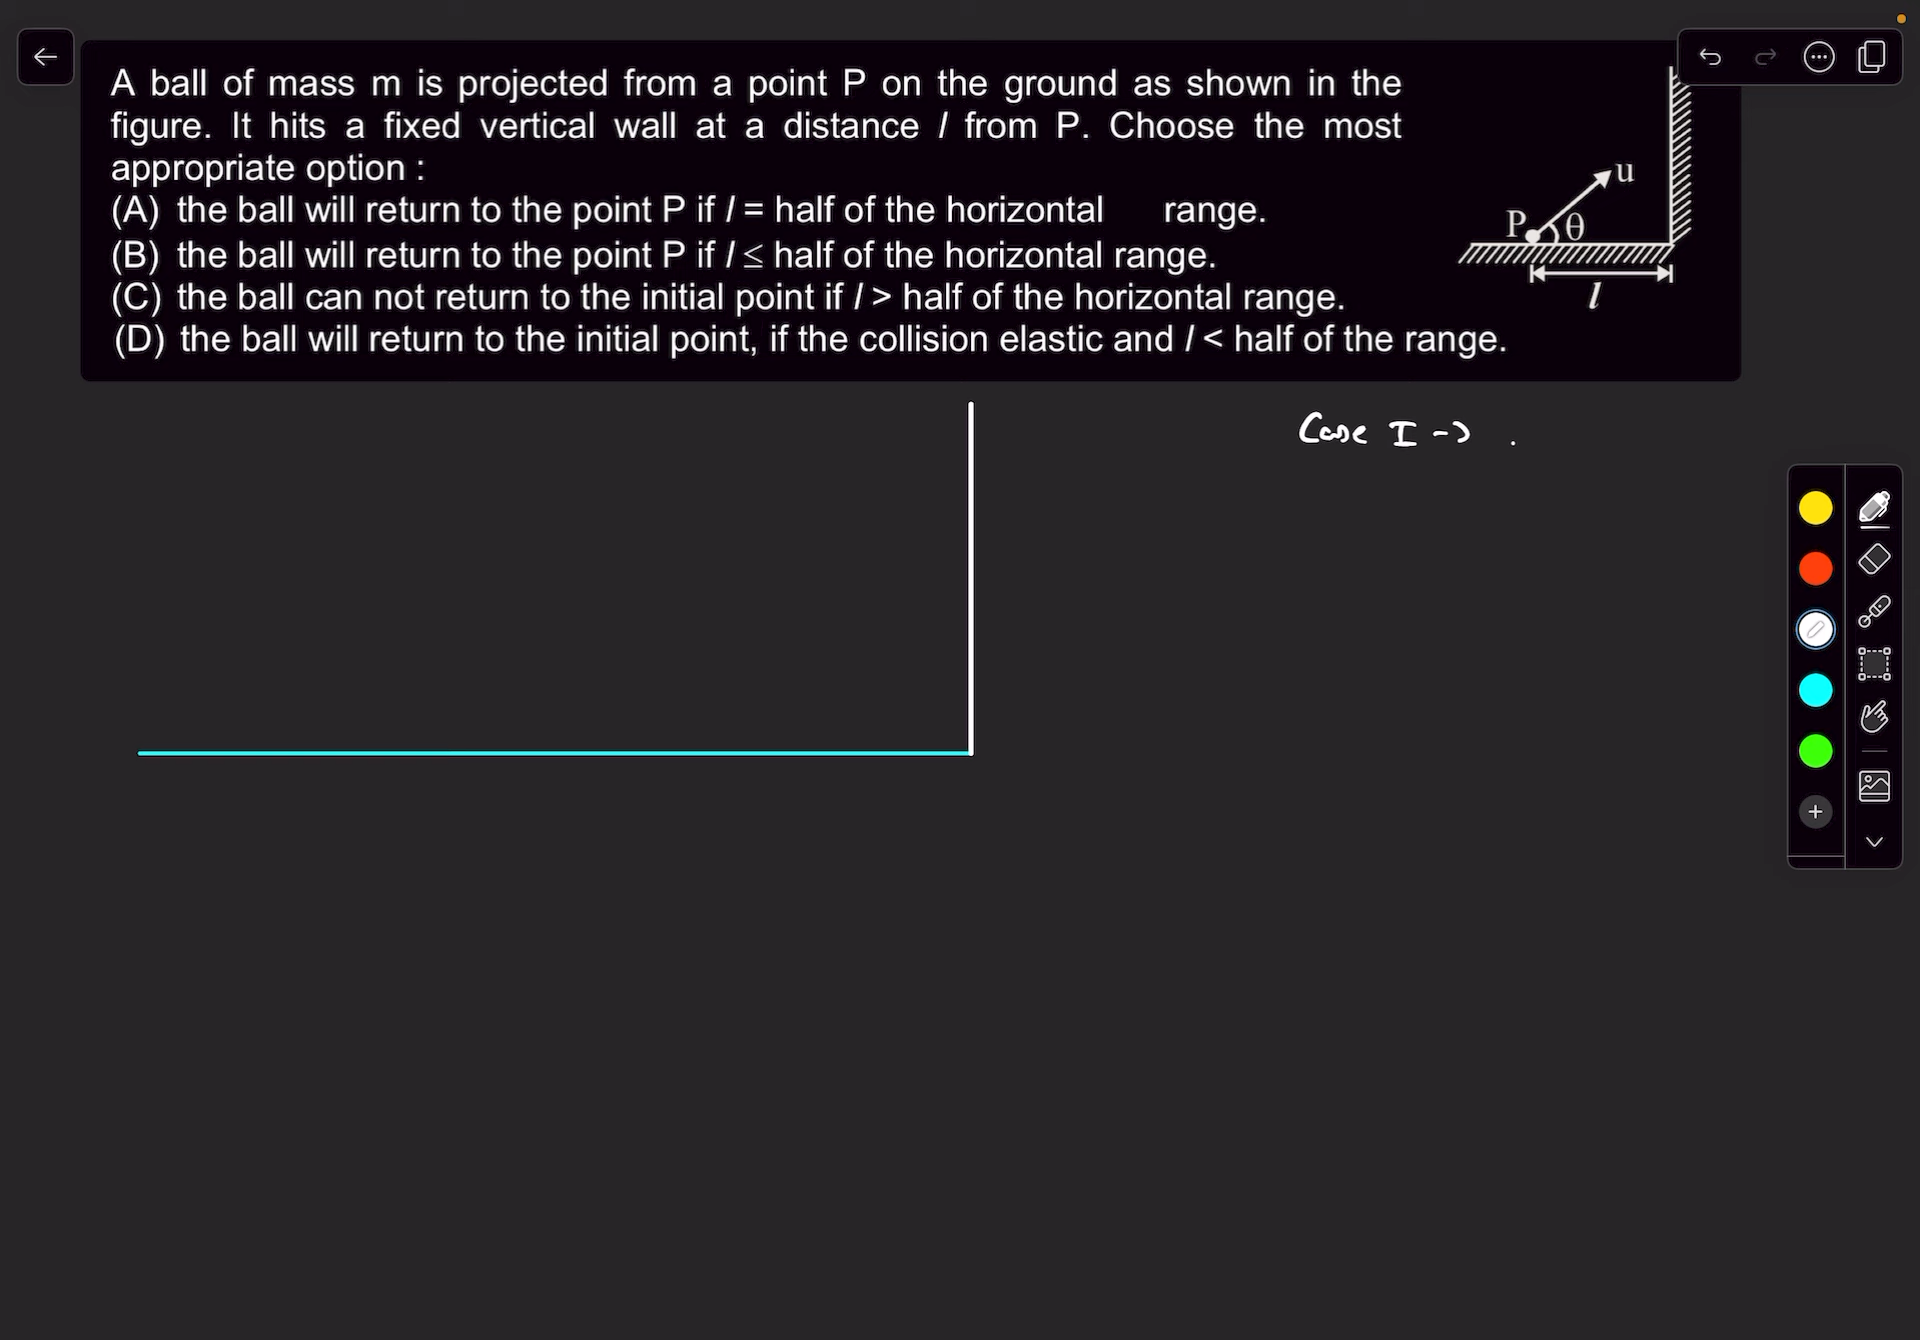 A ball of mass m is projected from a point P on the ground as shown in the
figure. It hits a fixed vertical wall at a distance l from P. Choose the most
appropriate option :
(A) the ball will return to the point P if l = half of the horizontal range.
(B) the ball will return to the point P if l ≤ half of the horizontal range.
(C) the ball can not return to the initial point if l > half of the horizontal range.
(D) the ball will return to the initial point, if the collision elastic and l < half of the range.
u
P θ
l
Case I -> .